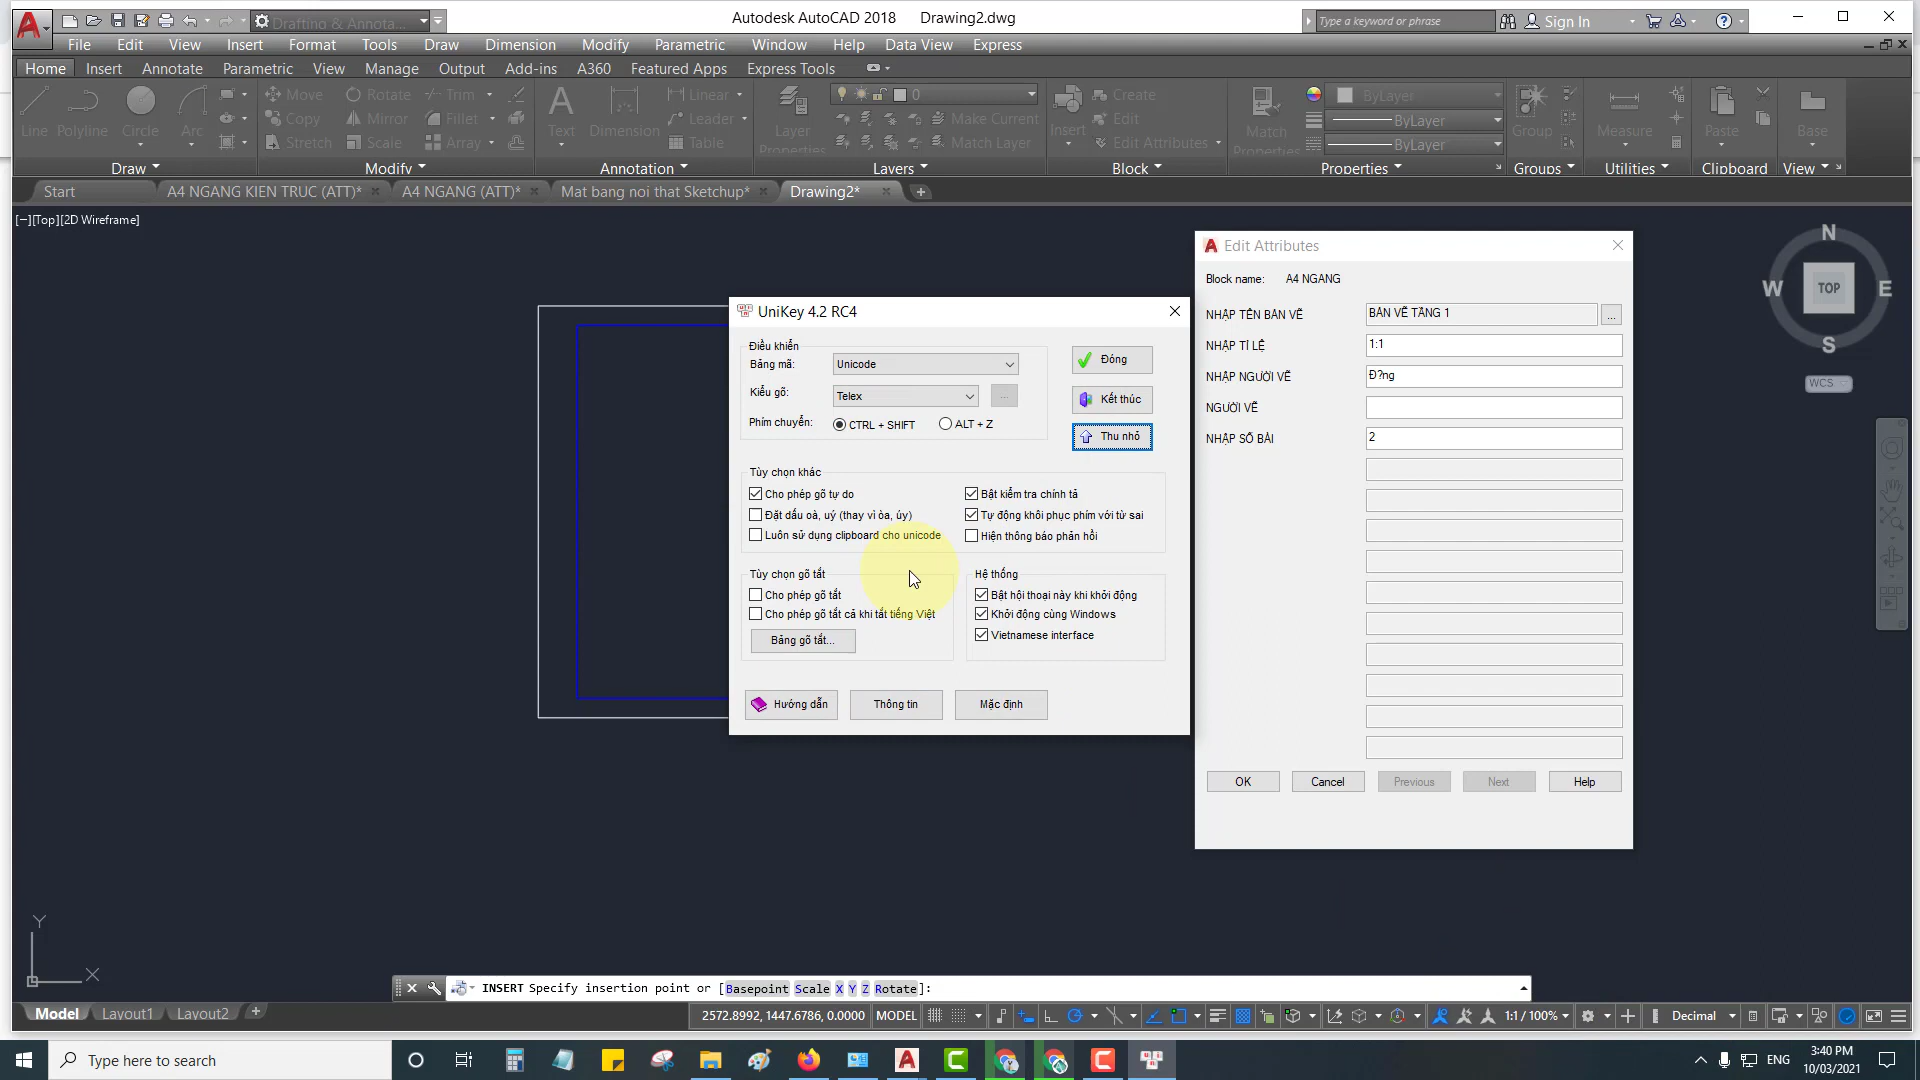 Autodesk AutoCAD 2018 Drawing2.dwg
Drafting & Annota...
Type a keyword or phrase
Sign In
File Edit View Insert Format Tools Draw Dimension Modify Parametric Window Help Data View Express
Home Insert Annotate Parametric View Manage Output Add-ins A360 Featured Apps Express Tools
Line Polyline Circle Arc
Move Rotate Trim
Copy Mirror Fillet
Stretch Scale Array
Text Dimension
Linear
Leader
Table
Layer Properties
0
Make Current
Match Layer
Insert
Create
Edit
Edit Attributes
Match Properties
ByLayer
ByLayer
ByLayer
Group
Measure
Paste
Base
Draw Modify Annotation Layers Block Properties Groups Utilities Clipboard View
Start A4 NGANG KIEN TRUC (ATT)* A4 NGANG (ATT)* Mat bang noi that Sketchup* Drawing2*
[−][Top][2D Wireframe]
N
W TOP E
S
WCS
UniKey 4.2 RC4
Điều khiển
Bảng mã: Unicode
Kiểu gõ: Telex ...
Phím chuyển: CTRL + SHIFT ALT + Z
Đóng
Kết thúc
Thu nhỏ
Tùy chọn khác
Cho phép gõ tự do
Đặt dấu oà, uý (thay vì òa, úy)
Luôn sử dụng clipboard cho unicode
Bật kiểm tra chính tả
Tự động khôi phục phím với từ sai
Hiện thông báo phản hồi
Tùy chọn gõ tắt
Cho phép gõ tắt
Cho phép gõ tắt cả khi tắt tiếng Việt
Bảng gõ tắt...
Hệ thống
Bật hội thoại này khi khởi động
Khởi động cùng Windows
Vietnamese interface
Hướng dẫn Thông tin Mặc định
Edit Attributes
Block name: A4 NGANG
NHẬP TÊN BẢN VẼ BẢN VẼ TẦNG 1 ...
NHẬP TỈ LỆ 1:1
NHẬP NGƯỜI VẼ Đ?ng
NGƯỜI VẼ
NHẬP SỐ BÀI 2
OK Cancel Previous Next Help
Y
X
INSERT Specify insertion point or [Basepoint Scale X Y Z Rotate]:
Model Layout1 Layout2
2572.8992, 1447.6786, 0.0000 MODEL
1:1 / 100%
Decimal
Type here to search
ENG
3:40 PM
10/03/2021